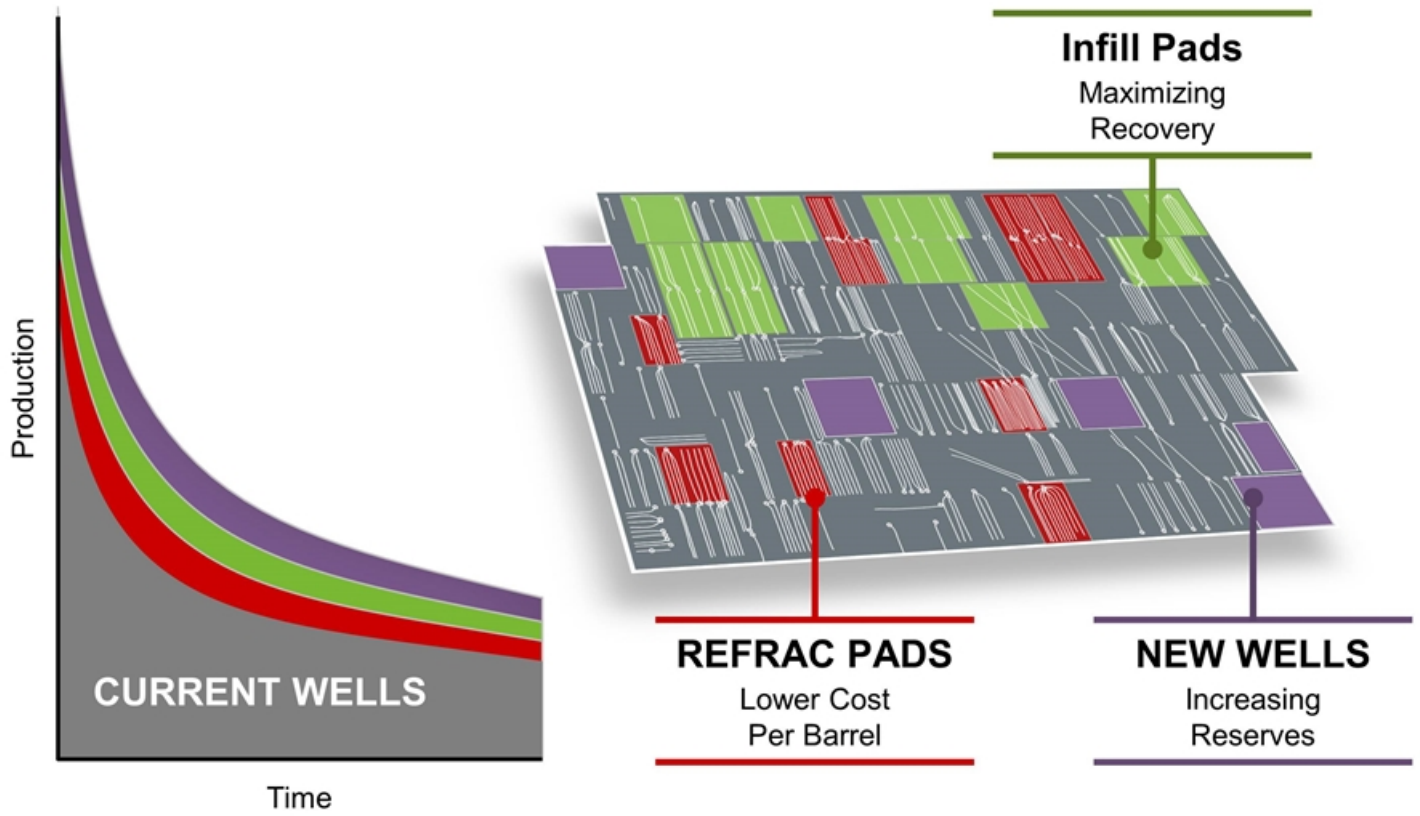 Production
CURRENT WELLS
Time
Infill Pads
Maximizing
Recovery
REFRAC PADS
Lower Cost
Per Barrel
NEW WELLS
Increasing
Reserves